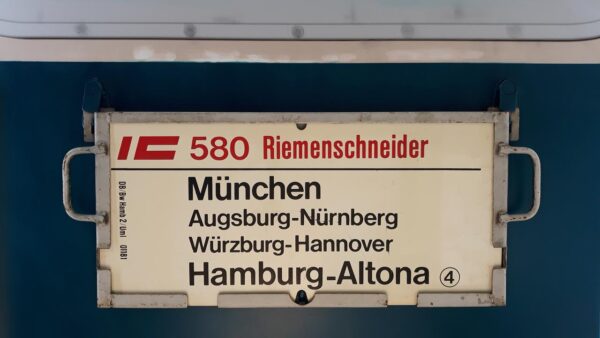 IC 580 Riemenschneider
München
Augsburg-Nürnberg
Würzburg-Hannover
Hamburg-Altona 4